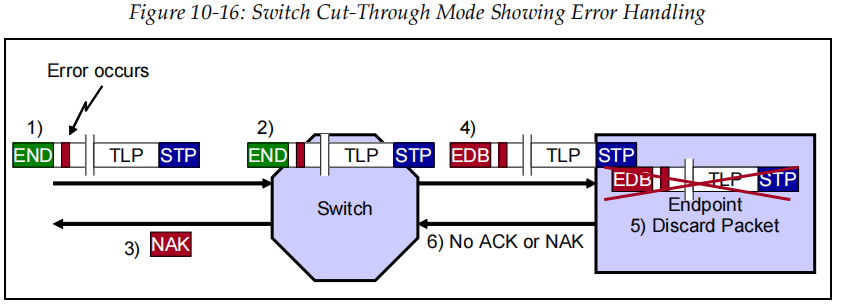 Figure 10-16: Switch Cut-Through Mode Showing Error Handling
Error occurs
1)
2)
4)
END
TLP
STP
END
TLP
STP
EDB
TLP
STP
EDB
TLP
STP
Switch
Endpoint
5) Discard Packet
3)
NAK
6) No ACK or NAK